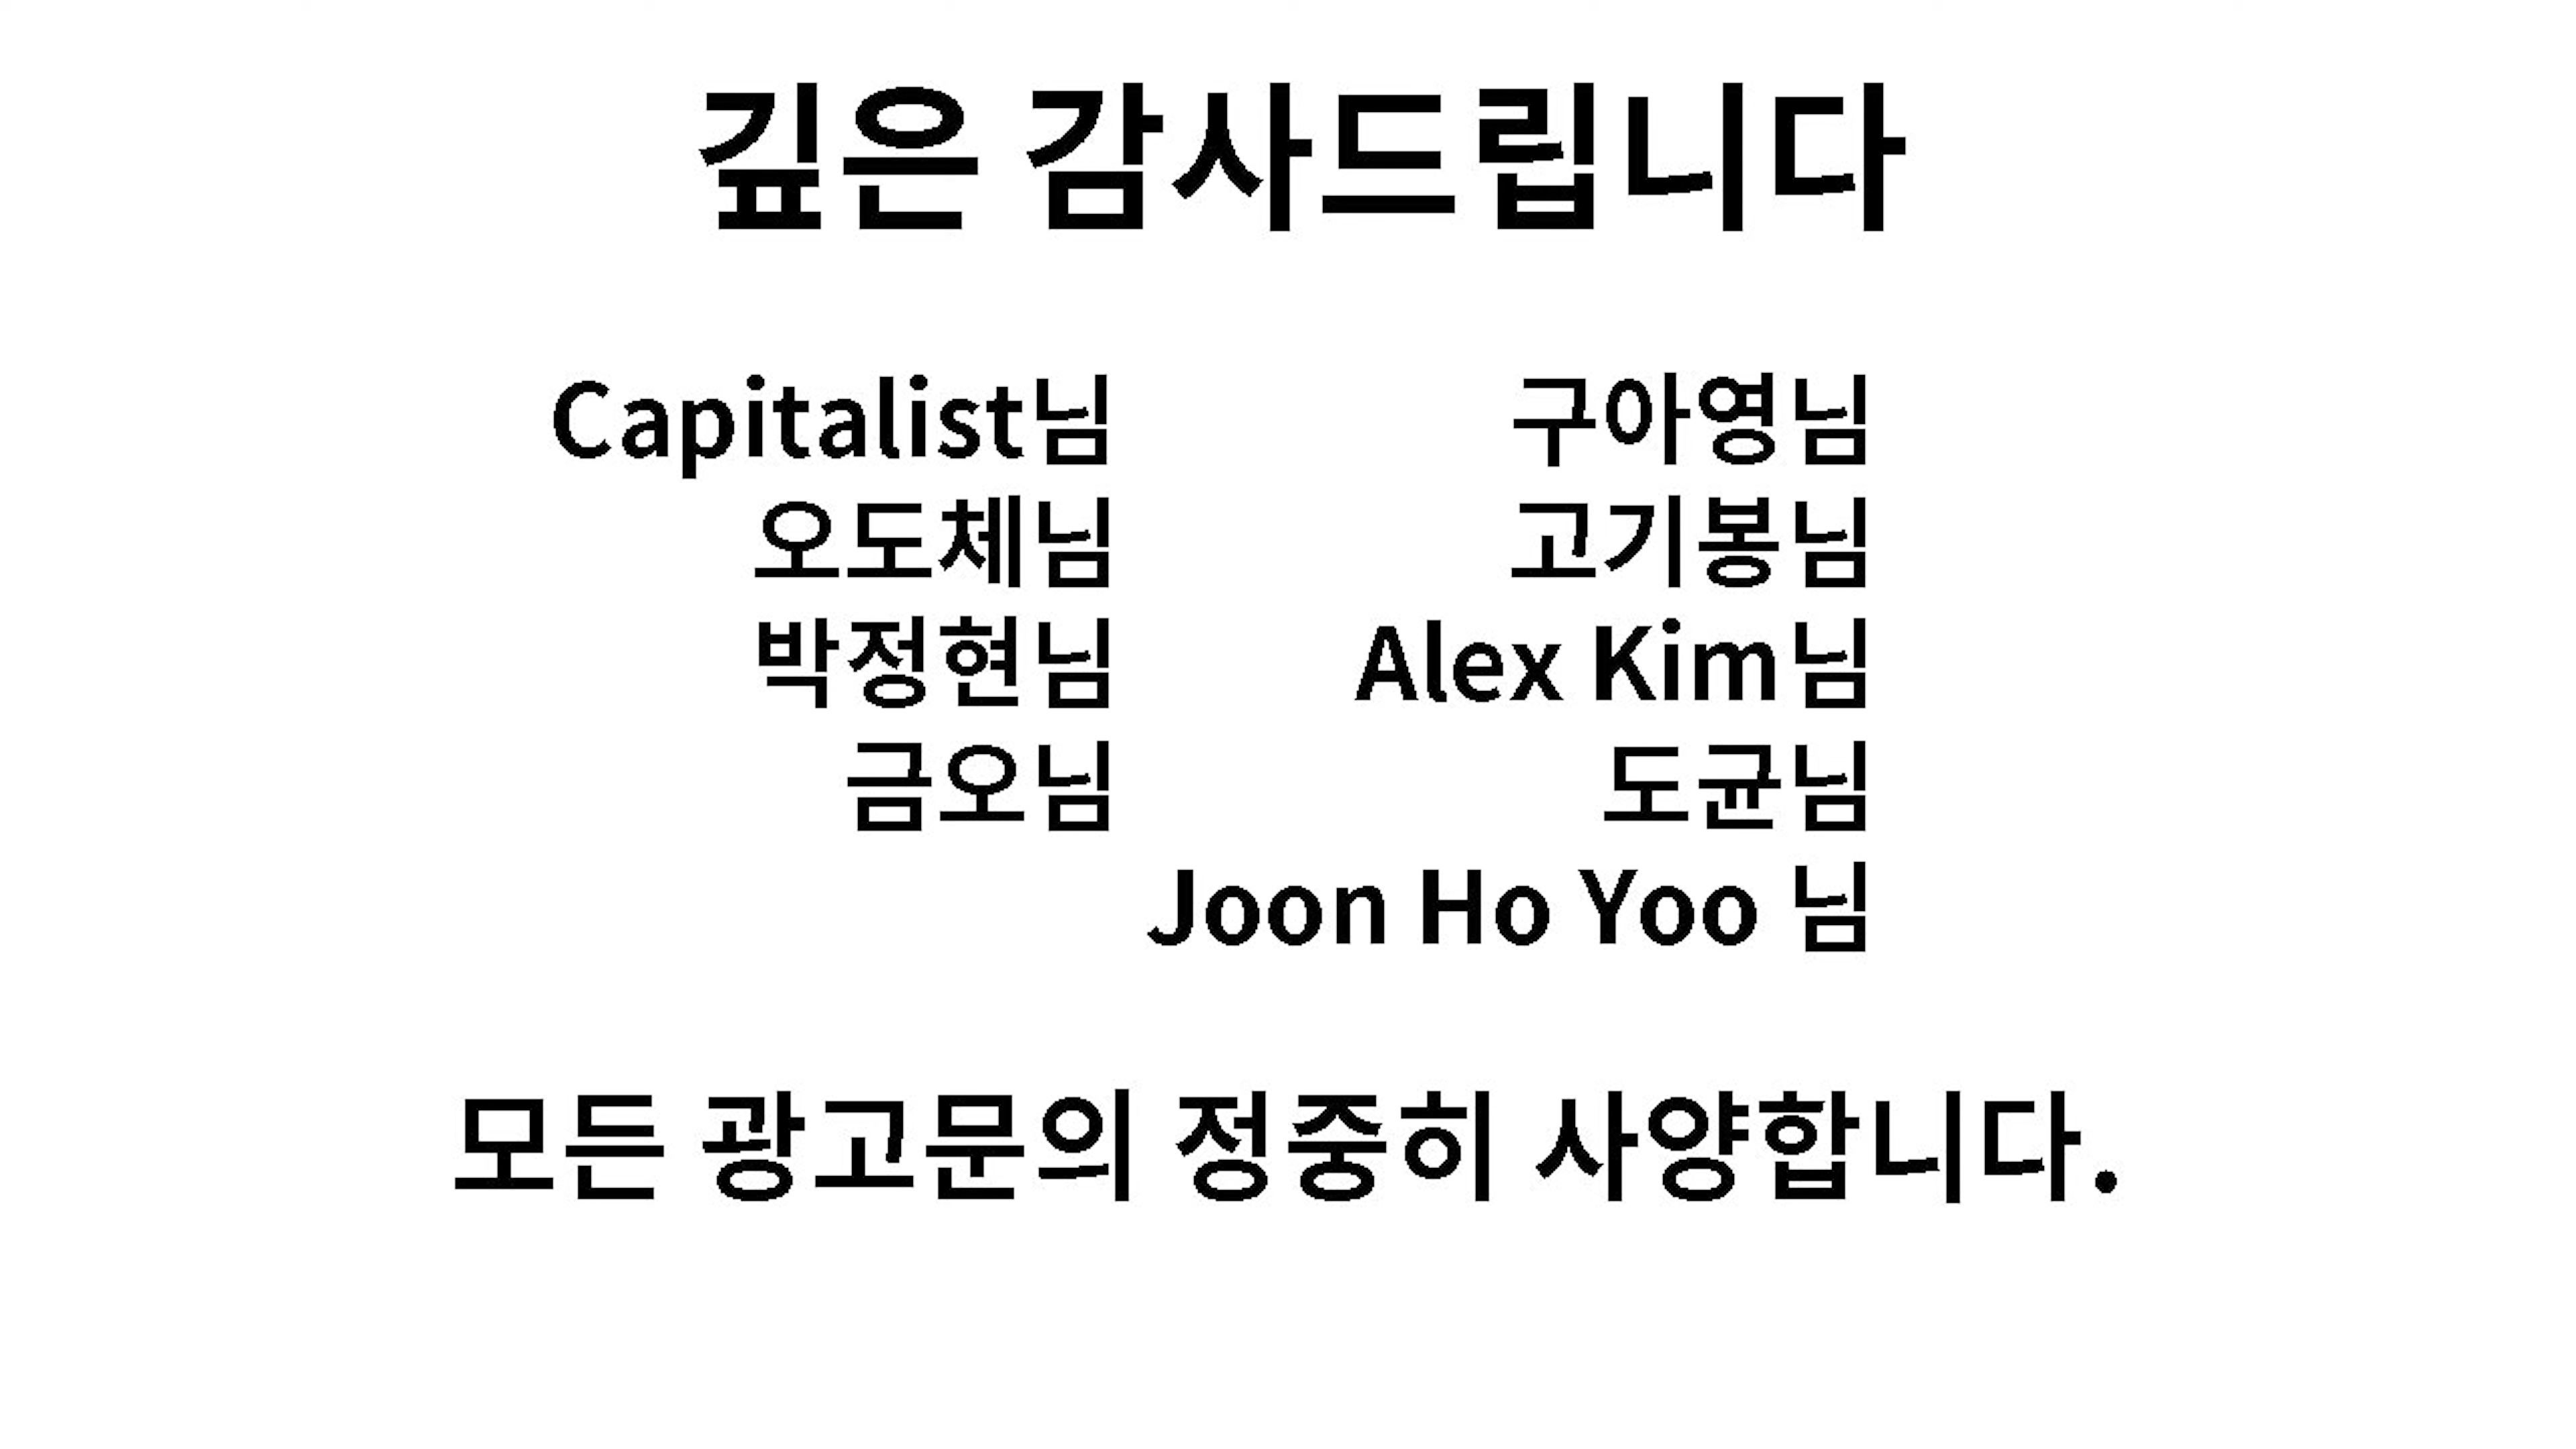 깊은 감사드립니다
Capitalist님 구아영님
오도체님 고기봉님
박정현님 Alex Kim님
금오님 도균님
Joon Ho Yoo 님
모든 광고문의 정중히 사양합니다.